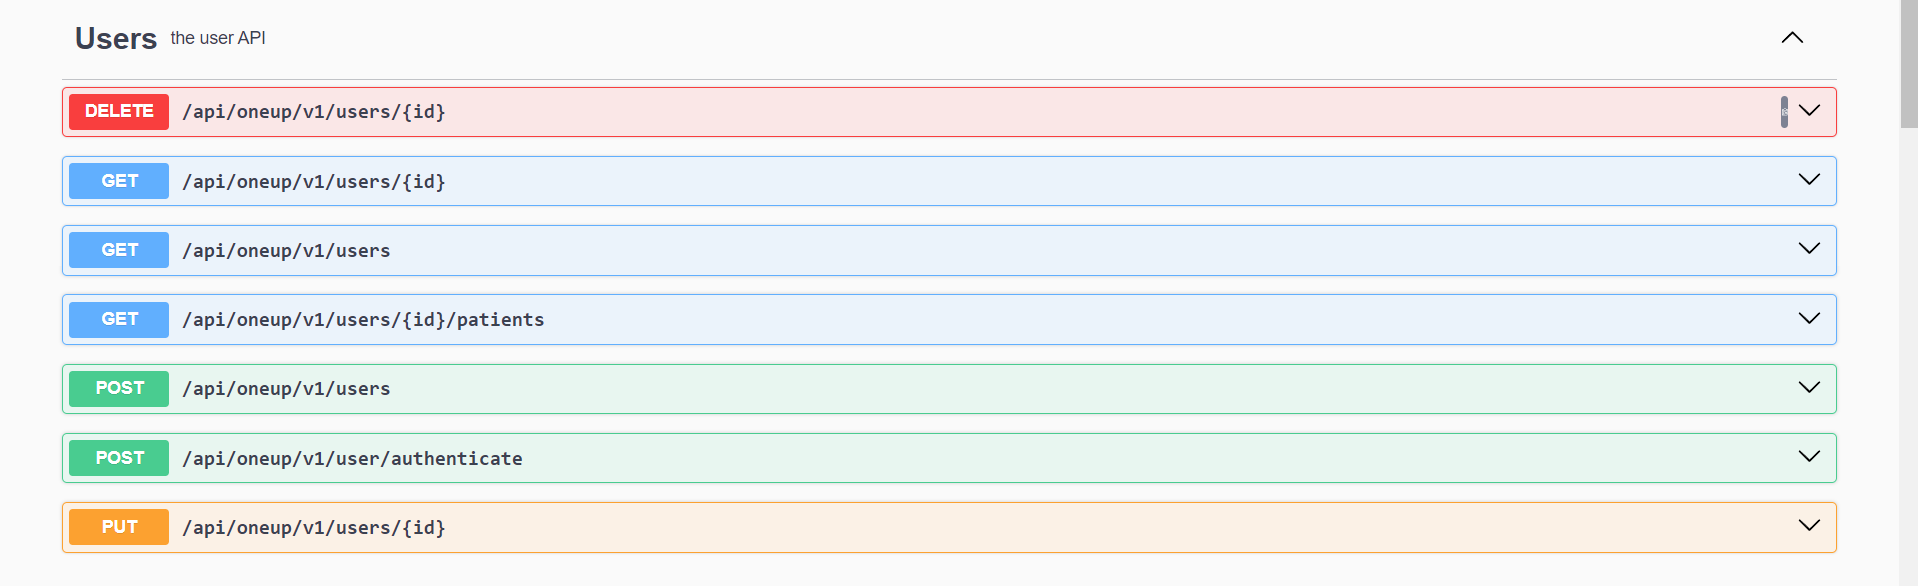 Users the user API
DELETE /api/oneup/v1/users/{id}
GET /api/oneup/v1/users/{id}
GET /api/oneup/v1/users
GET /api/oneup/v1/users/{id}/patients
POST /api/oneup/v1/users
POST /api/oneup/v1/user/authenticate
PUT /api/oneup/v1/users/{id}